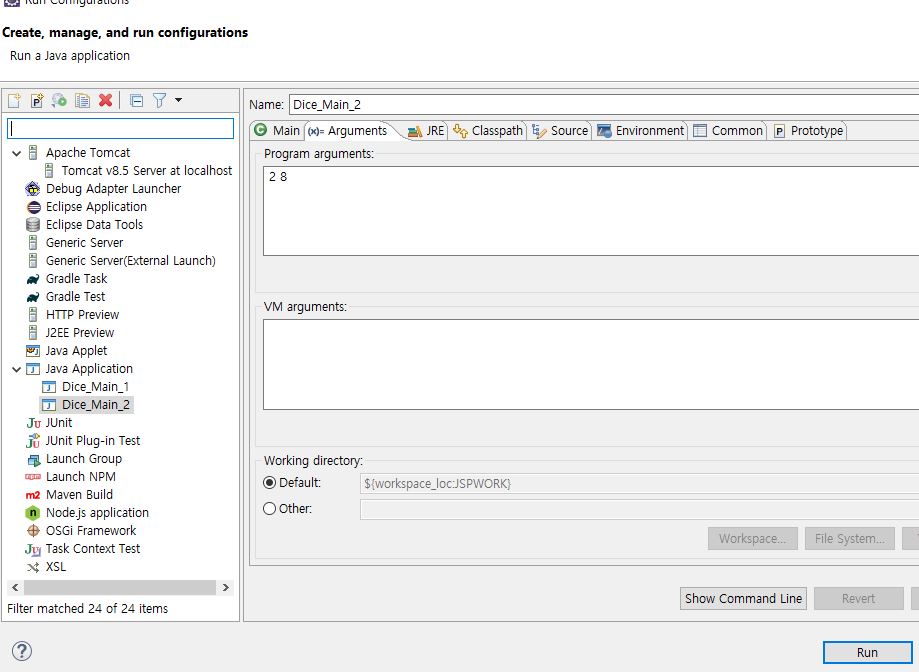 Run Configurations
Create, manage, and run configurations
Run a Java application
Name: Dice_Main_2
Main (x)= Arguments JRE Classpath Source Environment Common P Prototype
Apache Tomcat
Tomcat v8.5 Server at localhost
Debug Adapter Launcher
Eclipse Application
Eclipse Data Tools
Generic Server
Generic Server(External Launch)
Gradle Task
Gradle Test
HTTP Preview
J2EE Preview
Java Applet
Java Application
Dice_Main_1
Dice_Main_2
Ju JUnit
JUnit Plug-in Test
Launch Group
npm Launch NPM
m2 Maven Build
n Node.js application
OSGi Framework
Task Context Test
XSL
Filter matched 24 of 24 items
Program arguments:
2 8
VM arguments:
Working directory:
Default: ${workspace_loc:JSPWORK}
Other:
Workspace... File System...
Show Command Line Revert
? Run